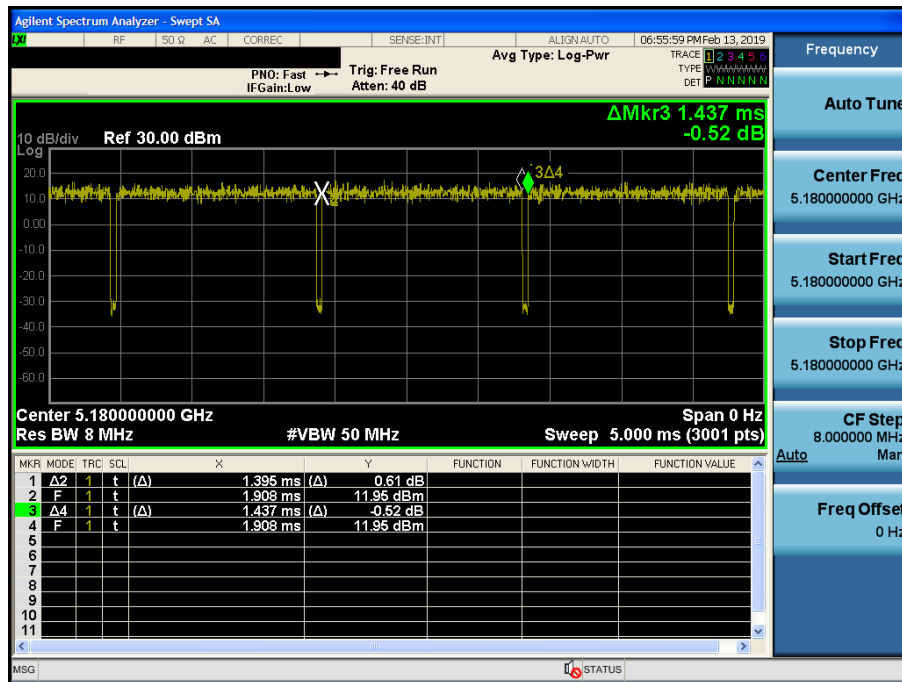 Agilent Spectrum Analyzer - Swept SA
LXI RF 50 Ω AC CORREC SENSE:INT ALIGN AUTO 06:55:59 PM Feb 13, 2019
Frequency
PNO: Fast Trig: Free Run Avg Type: Log-Pwr TRACE 1 2 3 4 5 6
IFGain:Low Atten: 40 dB TYPE WWWWWW
DET P N N N N N
Auto Tune
ΔMkr3 1.437 ms
-0.52 dB
10 dB/div Ref 30.00 dBm
Log
20.0
10.0
0.00
-10.0
-20.0
-30.0
-40.0
-50.0
-60.0
3Δ4
Center Freq
5.180000000 GHz
Start Freq
5.180000000 GHz
Stop Freq
5.180000000 GHz
Center 5.180000000 GHz Span 0 Hz
Res BW 8 MHz #VBW 50 MHz Sweep 5.000 ms (3001 pts)
CF Step
8.000000 MHz
Auto Man
MKR MODE TRC SCL X Y FUNCTION FUNCTION WIDTH FUNCTION VALUE
1 Δ2 1 t (Δ) 1.395 ms (Δ) 0.61 dB
2 F 1 t 1.908 ms 11.95 dBm
3 Δ4 1 t (Δ) 1.437 ms (Δ) -0.52 dB
4 F 1 t 1.908 ms 11.95 dBm
5
6
7
8
9
10
11
Freq Offset
0 Hz
MSG STATUS